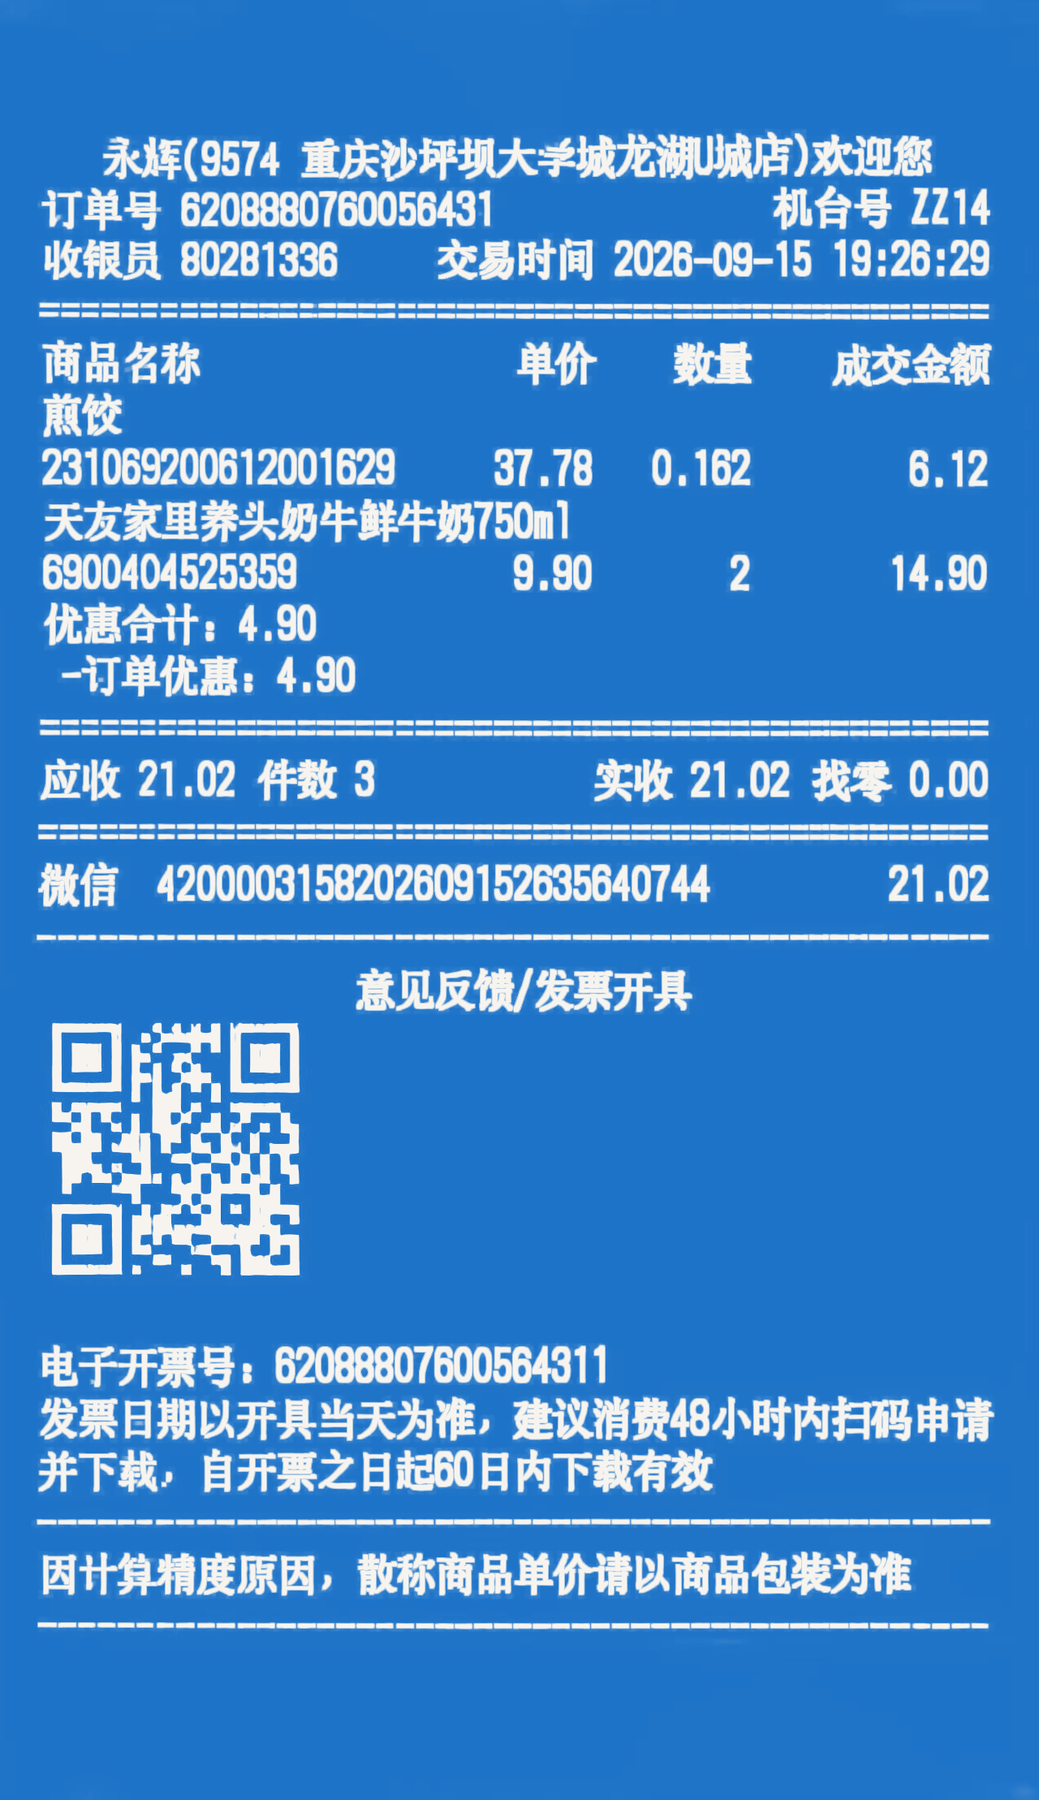 永辉(9574 重庆沙坪坝大学城龙湖U城店)欢迎您
订单号 6208880760056431 机台号 ZZ14
收银员 80281336 交易时间 2026-09-15 19:26:29
================================================
商品名称 单价 数量 成交金额
煎饺
231069200612001629 37.78 0.162 6.12
天友家里养头奶牛鲜牛奶750ml
6900404525359 9.90 2 14.90
优惠合计：4.90
-订单优惠：4.90
================================================
应收 21.02 件数 3 实收 21.02 找零 0.00
================================================
微信 4200003158202609152635640744 21.02
------------------------------------------------
意见反馈/发票开具
电子开票号：62088807600564311
发票日期以开具当天为准，建议消费48小时内扫码申请
并下载，自开票之日起60日内下载有效
------------------------------------------------
因计算精度原因，散称商品单价请以商品包装为准
------------------------------------------------